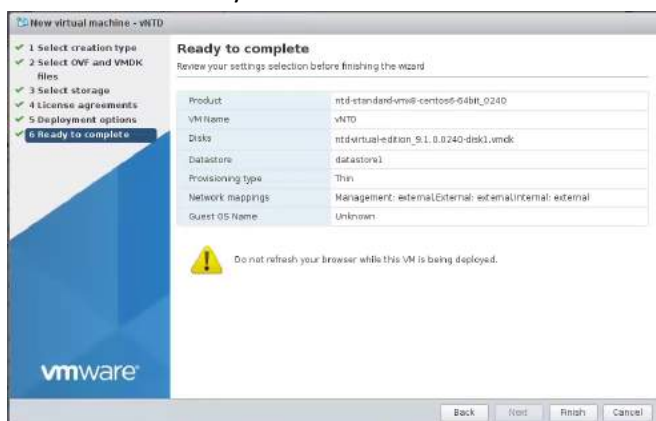 New virtual machine - vNTD
1 Select creation type
2 Select OVF and VMDK
files
3 Select storage
4 License agreements
5 Deployment options
6 Ready to complete
Ready to complete
Review your settings selection before finishing the wizard
Product ntd-standard-vmx8-centos6-64bit_0240
VM Name vNTD
Disks ntd-virtual-edition_9.1.0.0240-disk1.vmdk
Datastore datastore1
Provisioning type Thin
Network mappings Management: external,External: external,Internal: external
Guest OS Name Unknown
Do not refresh your browser while this VM is being deployed.
vmware
Back Next Finish Cancel